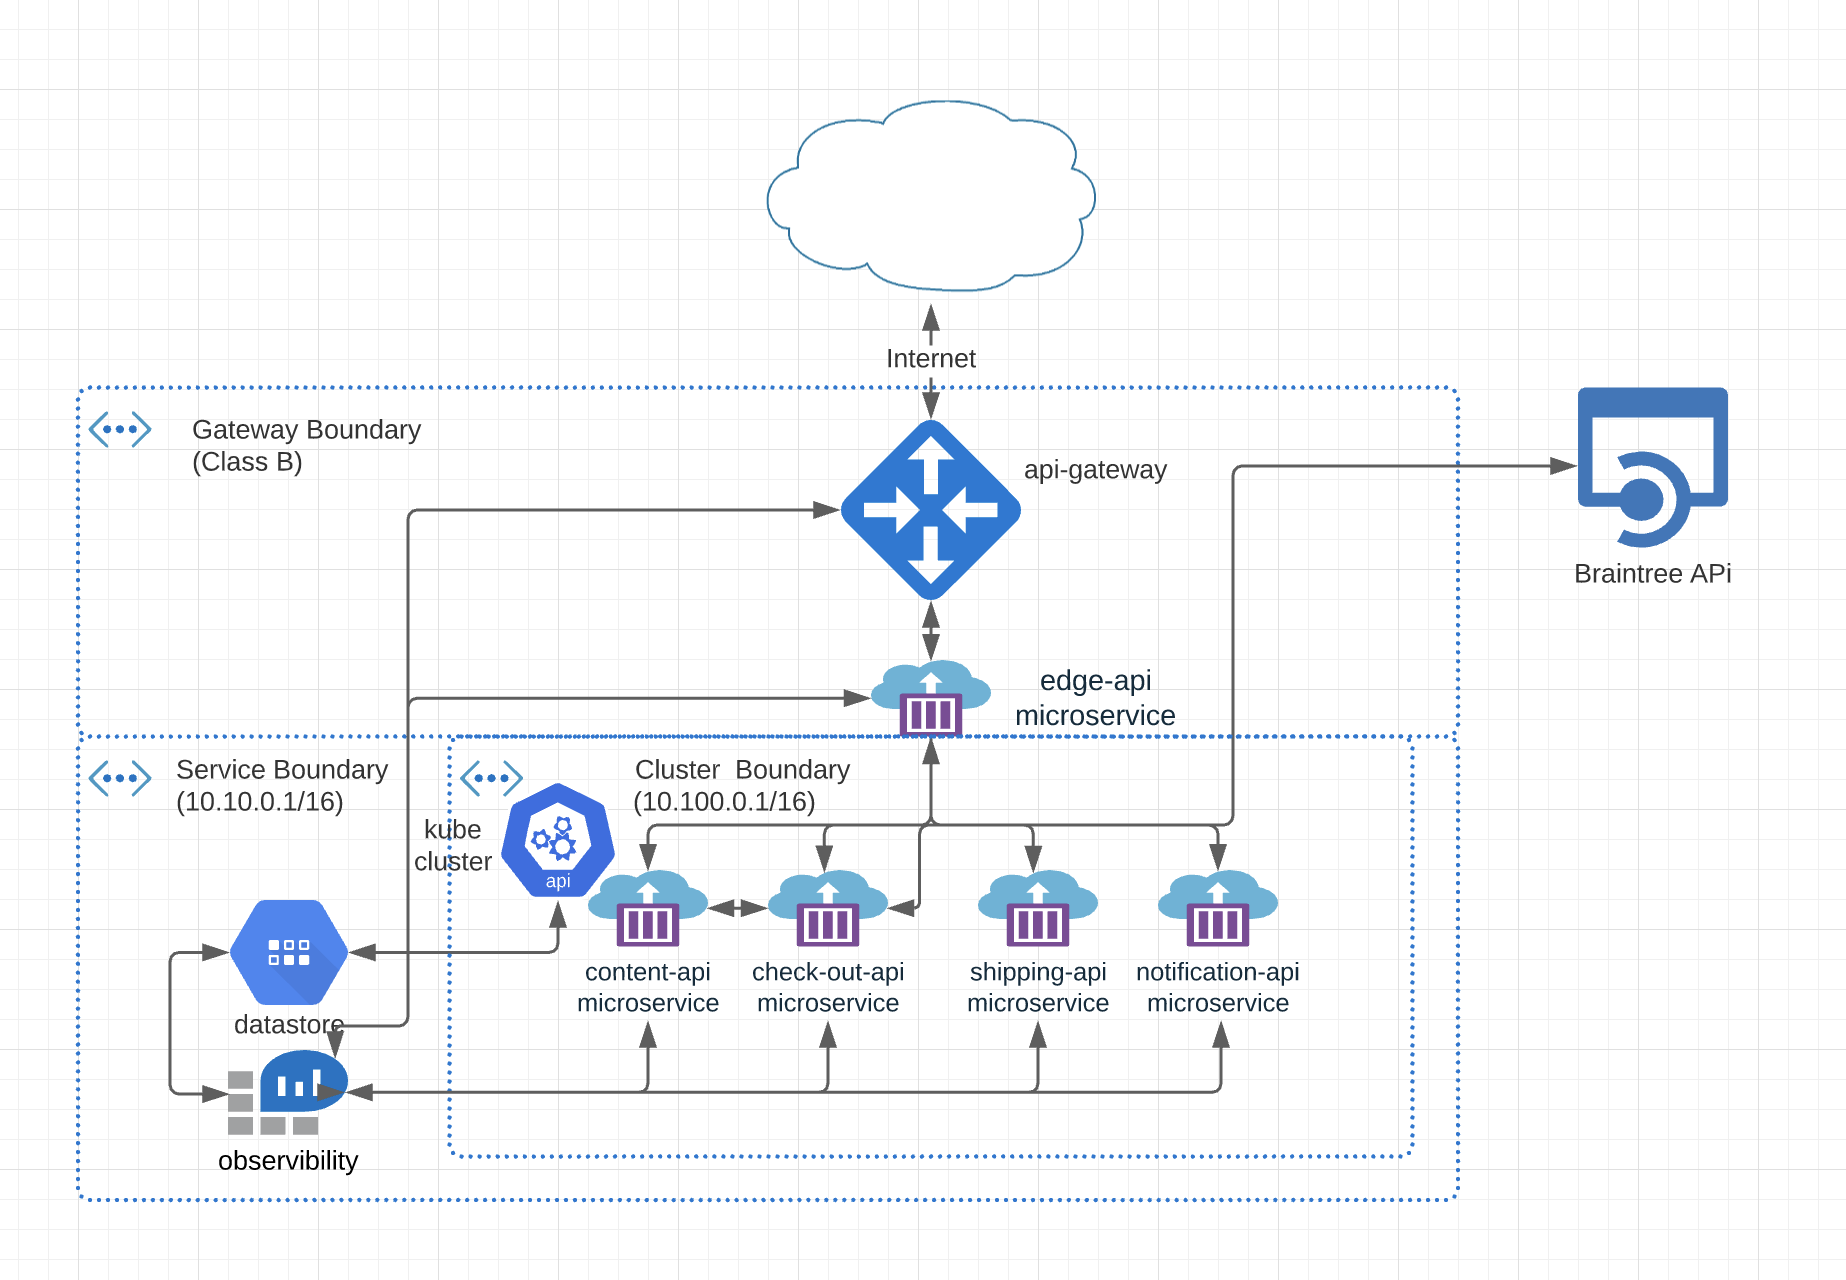 Internet
Gateway Boundary
(Class B)
api-gateway
Braintree APi
edge-api
microservice
Service Boundary
(10.10.0.1/16)
Cluster  Boundary
(10.100.0.1/16)
kube
cluster
api
content-api
microservice
check-out-api
microservice
shipping-api
microservice
notification-api
microservice
datastore
observibility